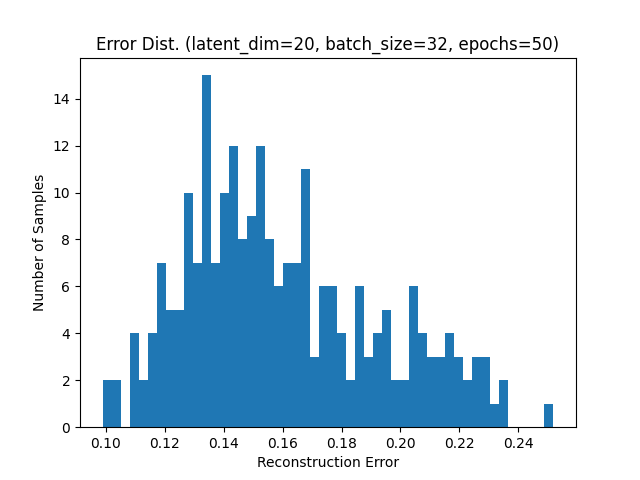 Error Dist. (latent_dim=20, batch_size=32, epochs=50)
Number of Samples
14
12
10
8
6
4
2
0
0.10 0.12 0.14 0.16 0.18 0.20 0.22 0.24
Reconstruction Error